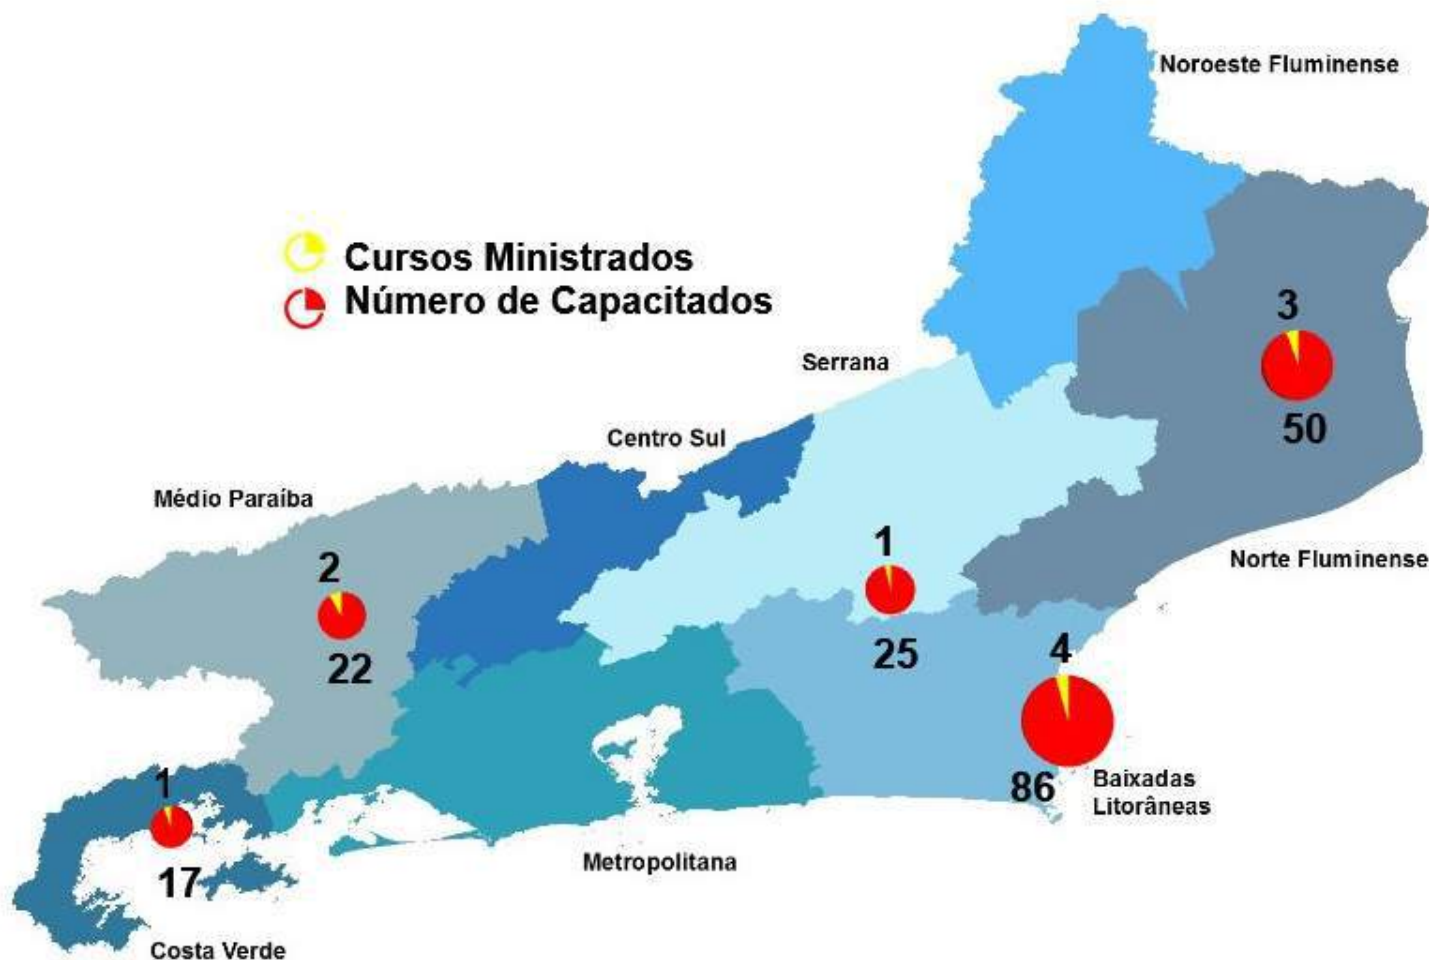 Noroeste Fluminense
Cursos Ministrados
Número de Capacitados
3
50
Serrana
Centro Sul
Médio Paraíba
2
22
1
25
Norte Fluminense
4
86
Baixadas
Litorâneas
1
17
Metropolitana
Costa Verde